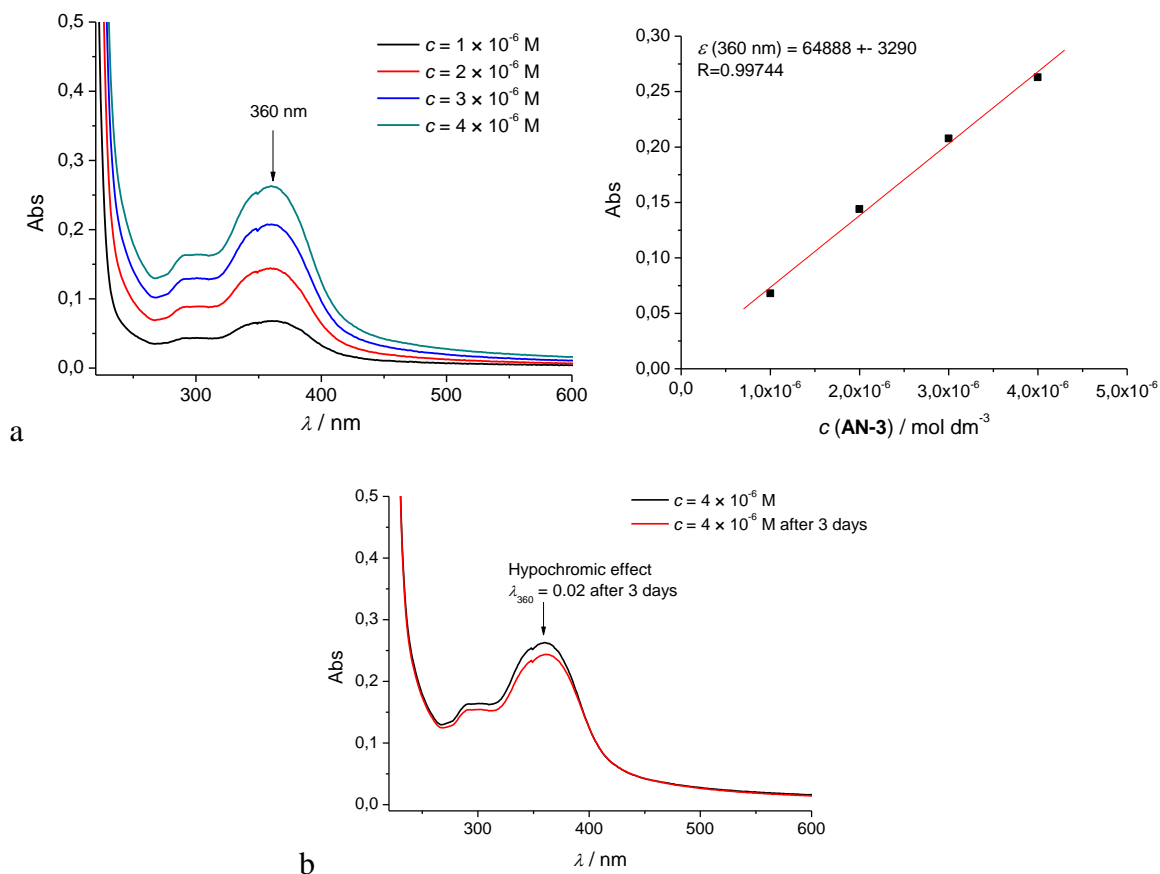 0,5
0,4
0,3
0,2
0,1
0,0
Abs
300
400
500
600
λ / nm
360 nm
c = 1 × 10⁻⁶ M
c = 2 × 10⁻⁶ M
c = 3 × 10⁻⁶ M
c = 4 × 10⁻⁶ M
a
0,30
0,25
0,20
0,15
0,10
0,05
0,00
Abs
ε (360 nm) = 64888 +- 3290
R=0.99744
0,0
1,0x10⁻⁶
2,0x10⁻⁶
3,0x10⁻⁶
4,0x10⁻⁶
5,0x10⁻⁶
c (AN-3) / mol dm⁻³
0,5
0,4
0,3
0,2
0,1
0,0
Abs
c = 4 × 10⁻⁶ M
c = 4 × 10⁻⁶ M after 3 days
Hypochromic effect
λ₃₆₀ = 0.02 after 3 days
300
400
500
600
λ / nm
b